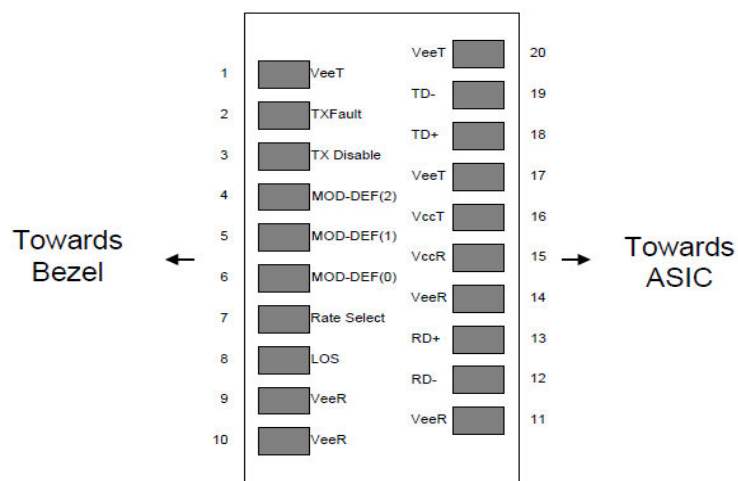 VeeT 20
1 VeeT
TD- 19
2 TXFault
TD+ 18
3 TX Disable
VeeT 17
4 MOD-DEF(2)
VccT 16
5 MOD-DEF(1)
Towards
Bezel
VccR 15
Towards
ASIC
6 MOD-DEF(0)
VeeR 14
7 Rate Select
RD+ 13
8 LOS
RD- 12
9 VeeR
VeeR 11
10 VeeR